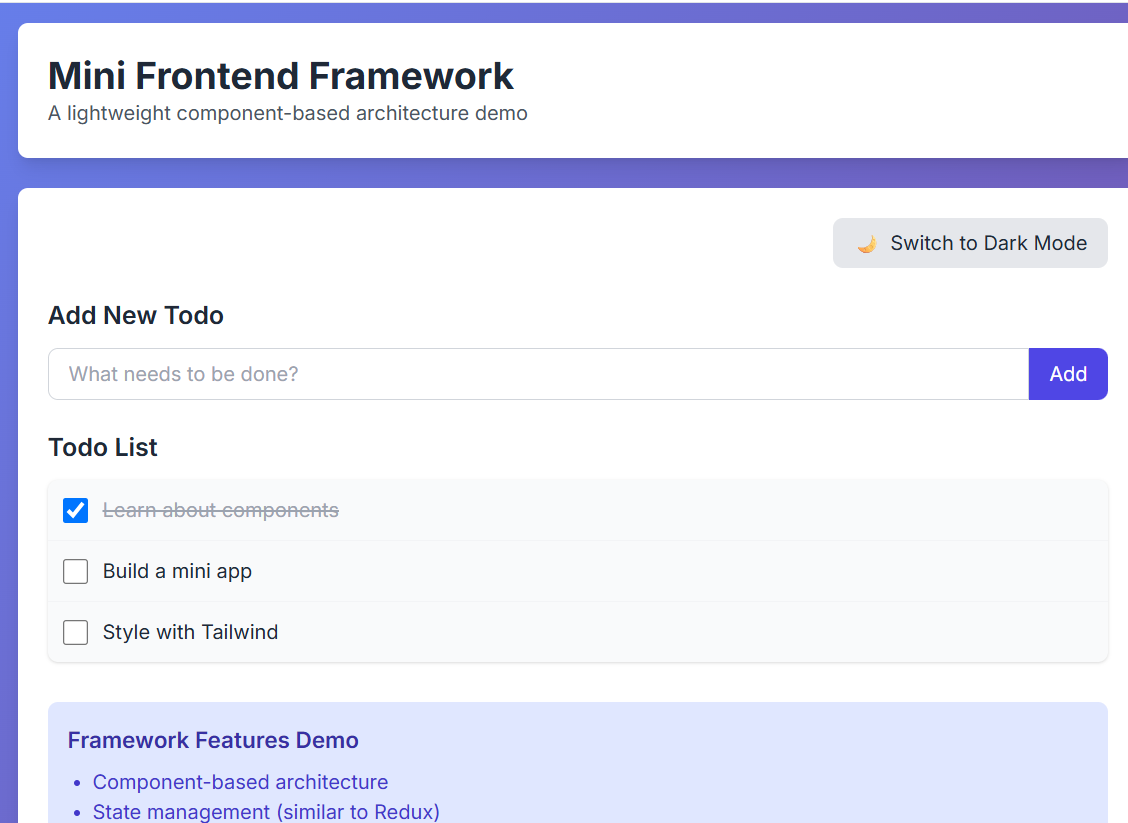 Mini Frontend Framework
A lightweight component-based architecture demo
🌙 Switch to Dark Mode
Add New Todo
What needs to be done?
Add
Todo List
Learn about components
Build a mini app
Style with Tailwind
Framework Features Demo
• Component-based architecture
• State management (similar to Redux)